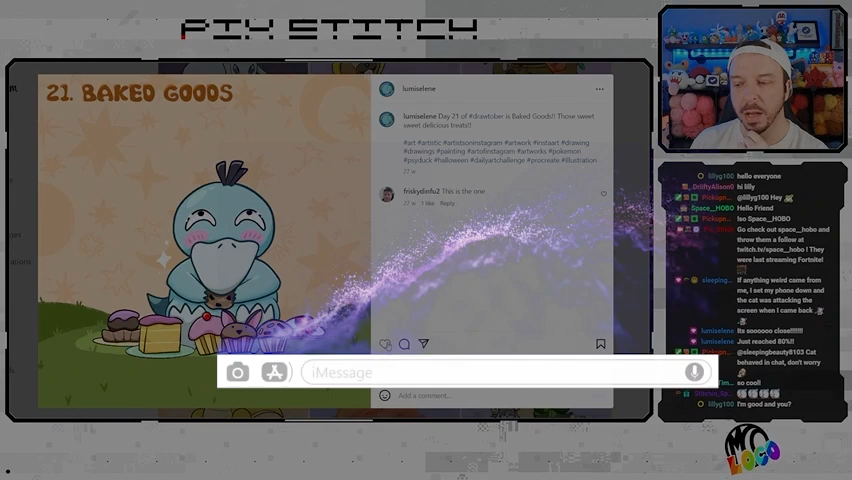 PIX STITCH
21. BAKED GOODS
lumiselene
lumiselene Day 21 of #drawtober is Baked Goods!! Those sweet
sweet delicious treats!!
#art #artistic #artistsoninstagram #artwork #instaart #drawing
#drawings #painting #artofinstagram #artworks #pokemon
#psyduck #halloween #dailyartchallenge #procreate #illustration
friskydinfu2 This is the one
27 w 1 like Reply
iMessage
Add a comment...
lillyg100 hello everyone
DriiftyAlison0
hi lilly
@lillyg100 Hey
Space__HOBO
Hello Friend
!so Space__HOBO
Go check out space__hobo and
throw them a follow at
twitch.tv/space__hobo ! They
were last streaming Fortnite!
If anything weird came from
me, I set my phone down and
the cat was attacking the
screen when I came back
lumiselene Its soooooo close!!!!!!!
lumiselene Just reached 80%!!
@sleepingbeauty8103 Cat
behaved in chat, don't worry
so cool!
lillyg100 I'm good and you?
LOCO